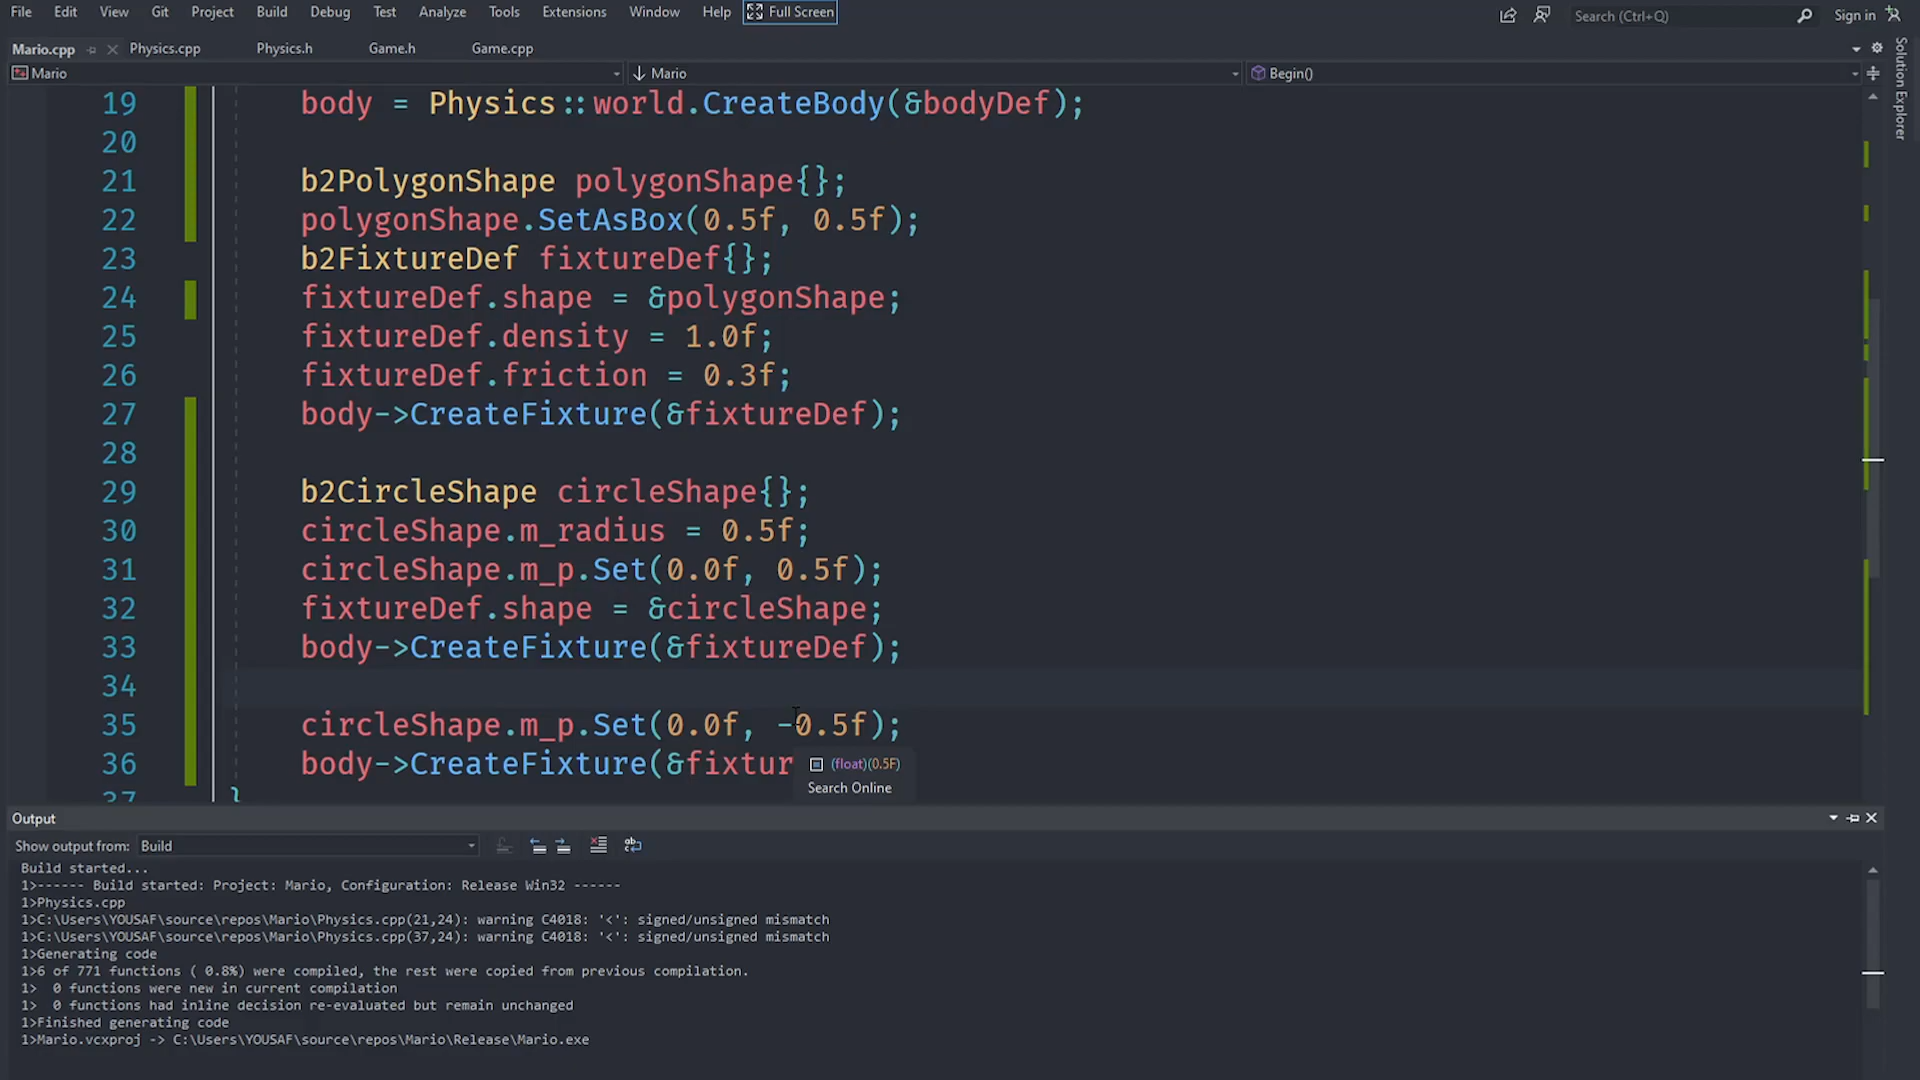 File Edit View Git Project Build Debug Test Analyze Tools Extensions Window Help Full Screen Search (Ctrl+Q) Sign in
Mario.cpp Physics.cpp Physics.h Game.h Game.cpp
Mario Mario Begin()
Solution Explorer
19 body = Physics::world.CreateBody(&bodyDef);
20
21 b2PolygonShape polygonShape{};
22 polygonShape.SetAsBox(0.5f, 0.5f);
23 b2FixtureDef fixtureDef{};
24 fixtureDef.shape = &polygonShape;
25 fixtureDef.density = 1.0f;
26 fixtureDef.friction = 0.3f;
27 body->CreateFixture(&fixtureDef);
28
29 b2CircleShape circleShape{};
30 circleShape.m_radius = 0.5f;
31 circleShape.m_p.Set(0.0f, 0.5f);
32 fixtureDef.shape = &circleShape;
33 body->CreateFixture(&fixtureDef);
34
35 circleShape.m_p.Set(0.0f, -0.5f);
36 body->CreateFixture(&fixtur
(float)(0.5F)
Search Online
37 }
Output
Show output from: Build
Build started...
1>------ Build started: Project: Mario, Configuration: Release Win32 ------
1>Physics.cpp
1>C:\Users\YOUSAF\source\repos\Mario\Physics.cpp(21,24): warning C4018: '<': signed/unsigned mismatch
1>C:\Users\YOUSAF\source\repos\Mario\Physics.cpp(37,24): warning C4018: '<': signed/unsigned mismatch
1>Generating code
1>6 of 771 functions ( 0.8%) were compiled, the rest were copied from previous compilation.
1>  0 functions were new in current compilation
1>  0 functions had inline decision re-evaluated but remain unchanged
1>Finished generating code
1>Mario.vcxproj -> C:\Users\YOUSAF\source\repos\Mario\Release\Mario.exe